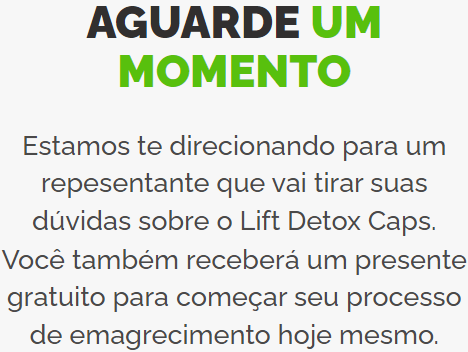 AGUARDE UM
MOMENTO
Estamos te direcionando para um
repesentante que vai tirar suas
dúvidas sobre o Lift Detox Caps.
Você também receberá um presente
gratuito para começar seu processo
de emagrecimento hoje mesmo.